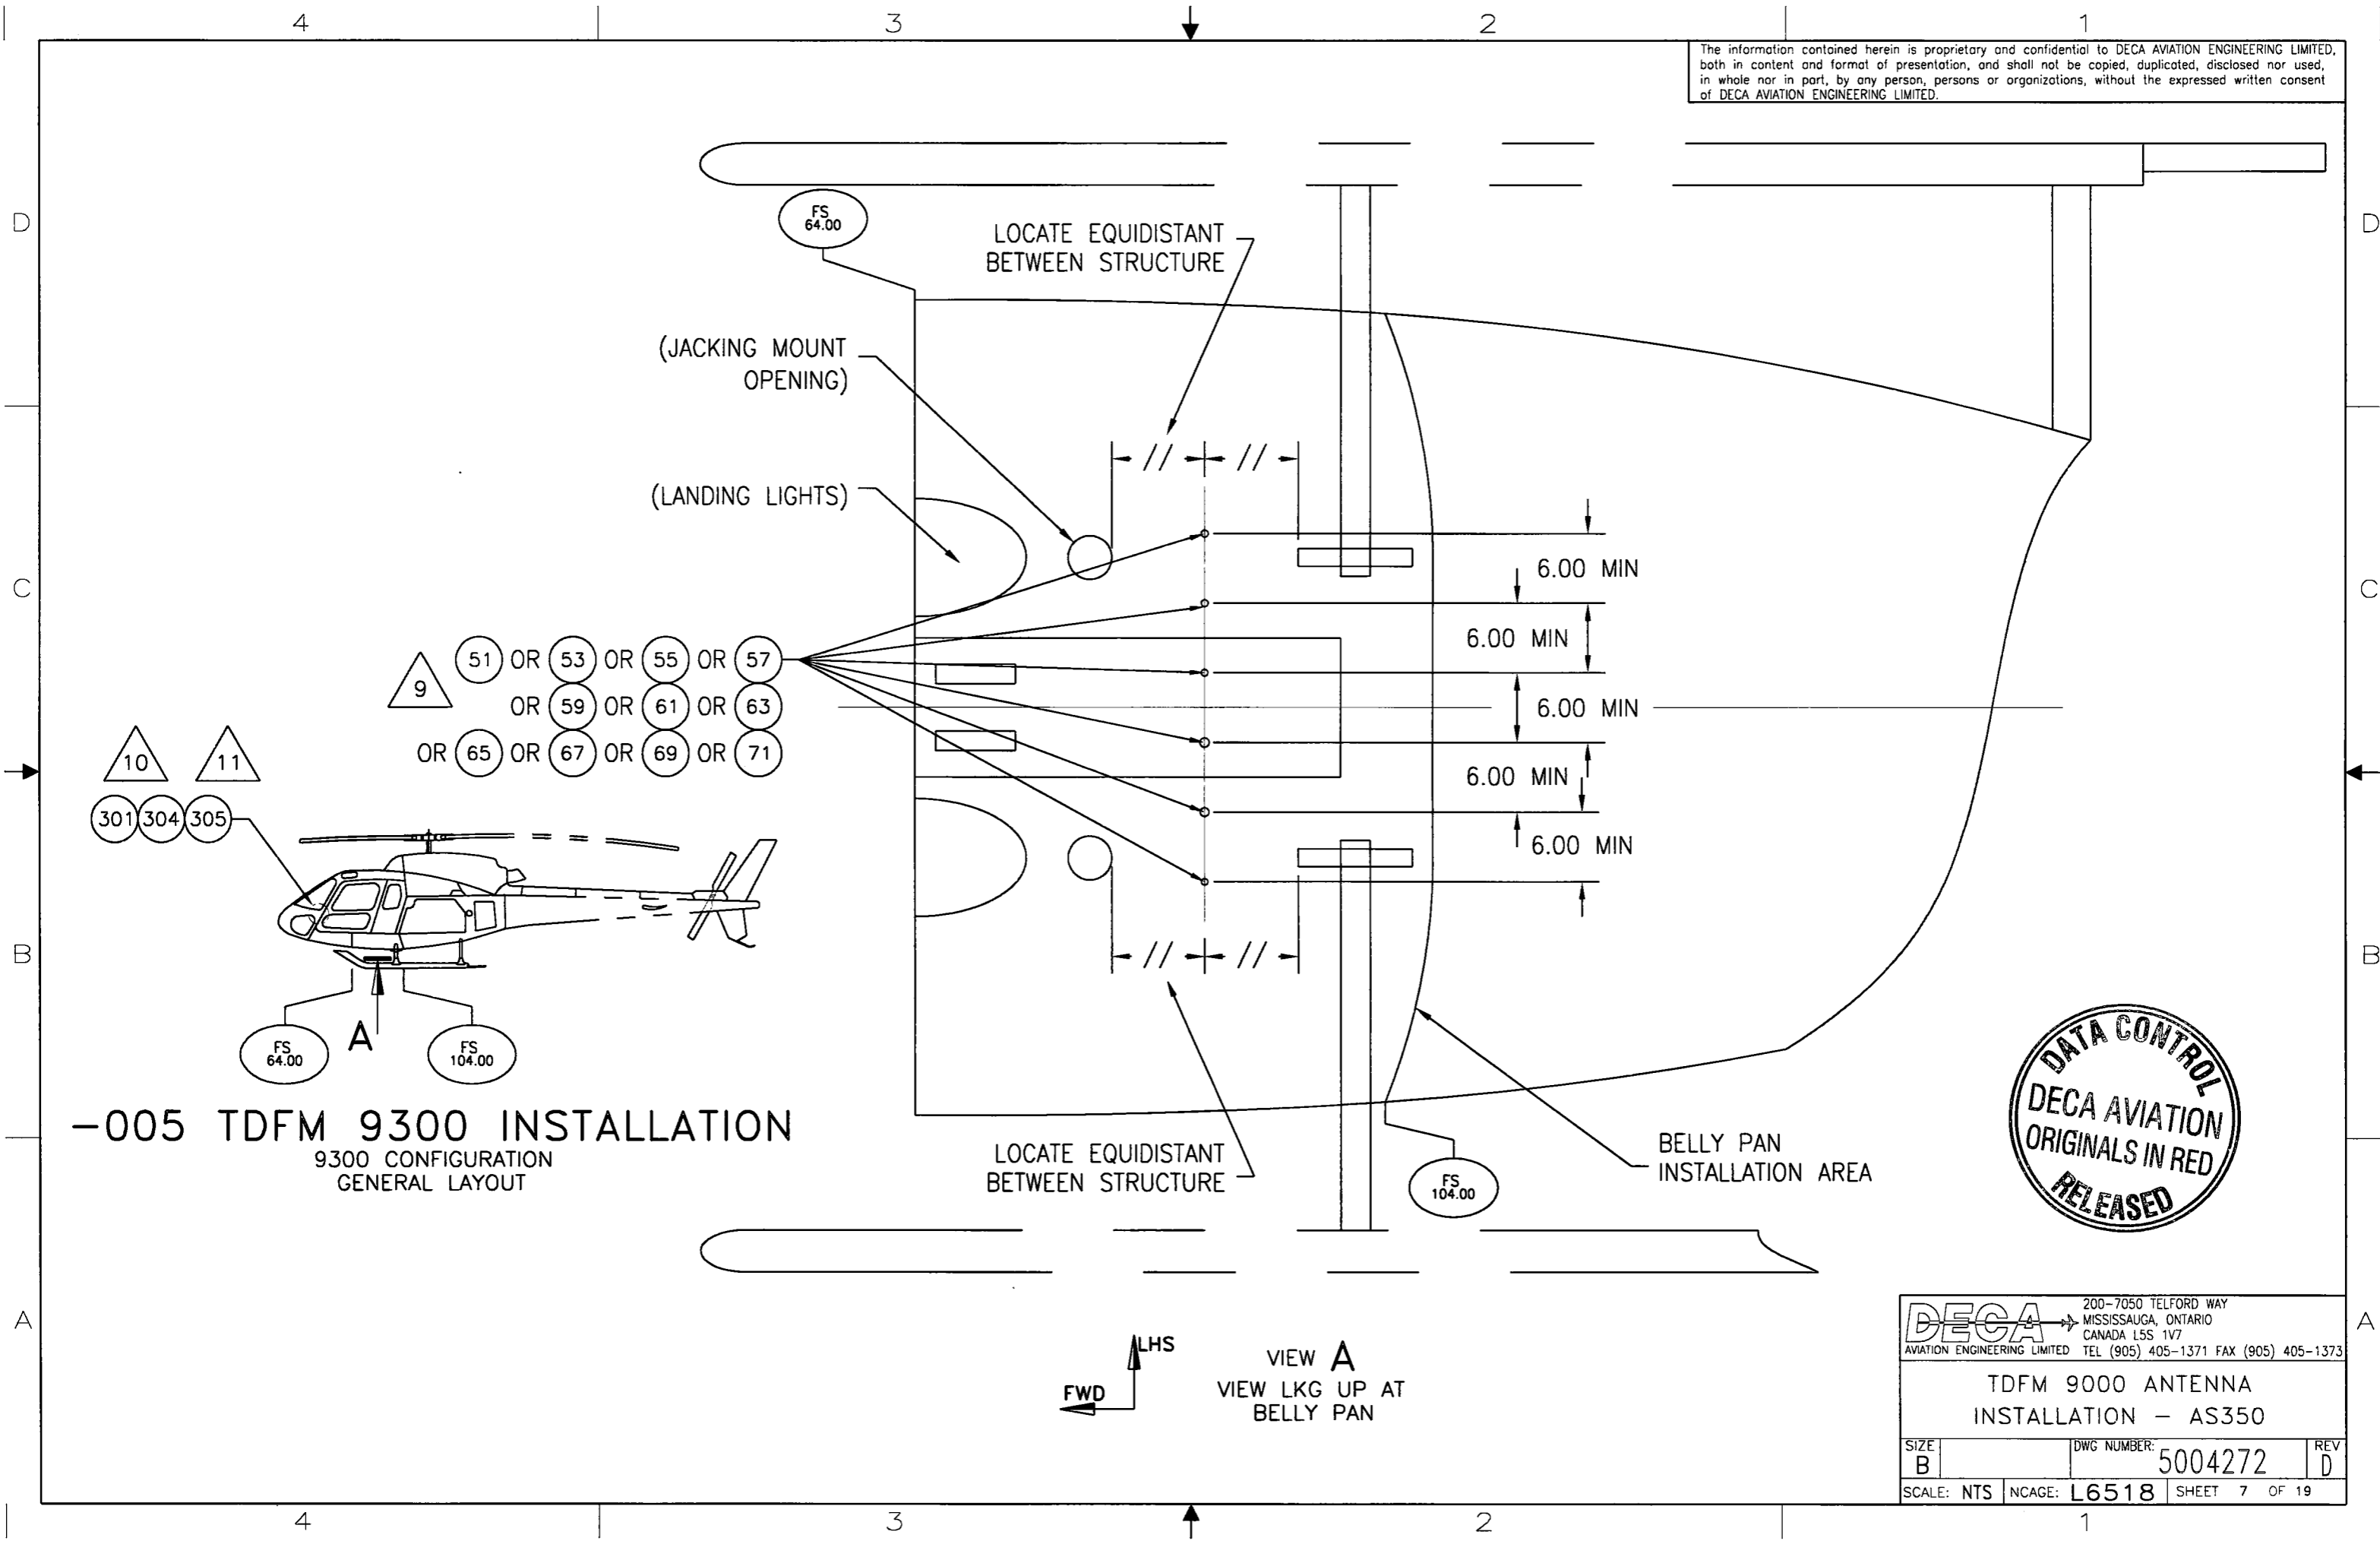 4
3
2
1
The information contained herein is proprietary and confidential to DECA AVIATION ENGINEERING LIMITED,
both in content and format of presentation, and shall not be copied, duplicated, disclosed nor used,
in whole nor in part, by any person, persons or organizations, without the expressed written consent
of DECA AVIATION ENGINEERING LIMITED.
D
D
FS
64.00
LOCATE EQUIDISTANT
BETWEEN STRUCTURE
(JACKING MOUNT
OPENING)
(LANDING LIGHTS)
//
//
C
C
6.00 MIN
6.00 MIN
6.00 MIN
6.00 MIN
6.00 MIN
9
51 OR 53 OR 55 OR 57
OR 59 OR 61 OR 63
OR 65 OR 67 OR 69 OR 71
10
11
301 304 305
B
B
//
//
FS
64.00
A
FS
104.00
-005 TDFM 9300 INSTALLATION
9300 CONFIGURATION
GENERAL LAYOUT
LOCATE EQUIDISTANT
BETWEEN STRUCTURE
FS
104.00
BELLY PAN
INSTALLATION AREA
DATA CONTROL
DECA AVIATION
ORIGINALS IN RED
RELEASED
A
A
LHS
FWD
VIEW A
VIEW LKG UP AT
BELLY PAN
DECA
AVIATION ENGINEERING LIMITED
200-7050 TELFORD WAY
MISSISSAUGA, ONTARIO
CANADA L5S 1V7
TEL (905) 405-1371 FAX (905) 405-1373
TDFM 9000 ANTENNA
INSTALLATION - AS350
SIZE
B
DWG NUMBER:
5004272
REV
D
SCALE: NTS
NCAGE: L6518
SHEET 7 OF 19
4
3
2
1